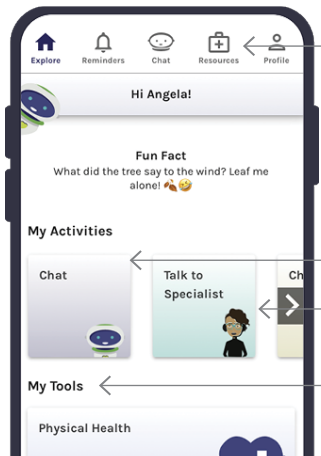 Explore Reminders Chat Resources Profile
Hi Angela!
Fun Fact
What did the tree say to the wind? Leaf me
alone! 🍂🤣
My Activities
Chat
Talk to
Specialist
Ch
My Tools
Physical Health